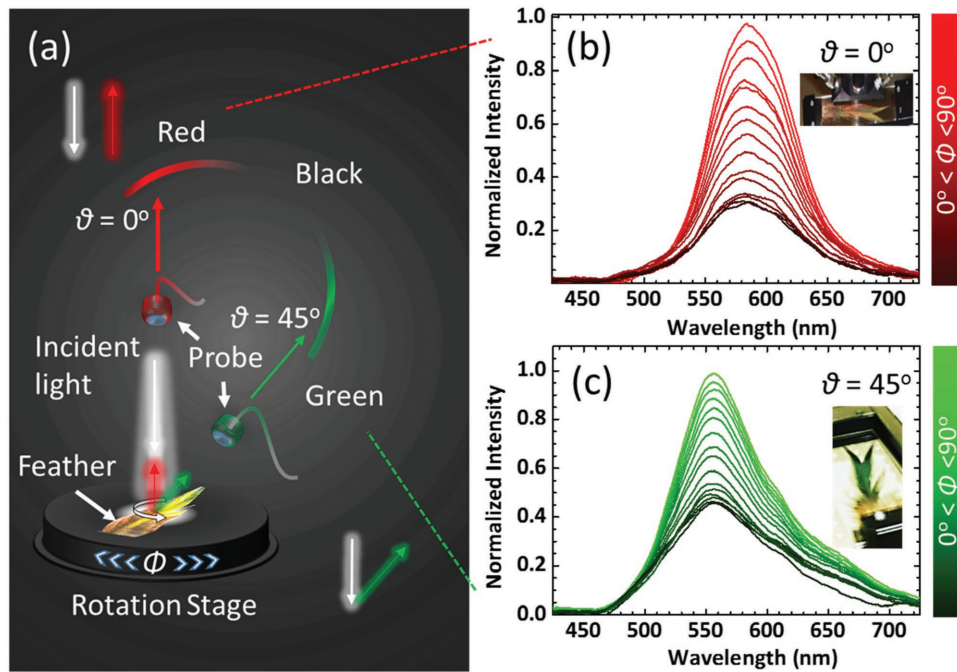 (a)
Red
Black
ϑ = 0°
ϑ = 45°
Incident
light
Probe
Green
Feather
‹‹‹‹ Φ ››››
Rotation Stage
(b)
ϑ = 0°
Normalized Intensity
1.0
0.8
0.6
0.4
0.2
450 500 550 600 650 700
Wavelength (nm)
0° < Φ <90°
(c)
ϑ = 45°
Normalized Intensity
1.0
0.8
0.6
0.4
0.2
0.0
450 500 550 600 650 700
Wavelength (nm)
0° < Φ <90°